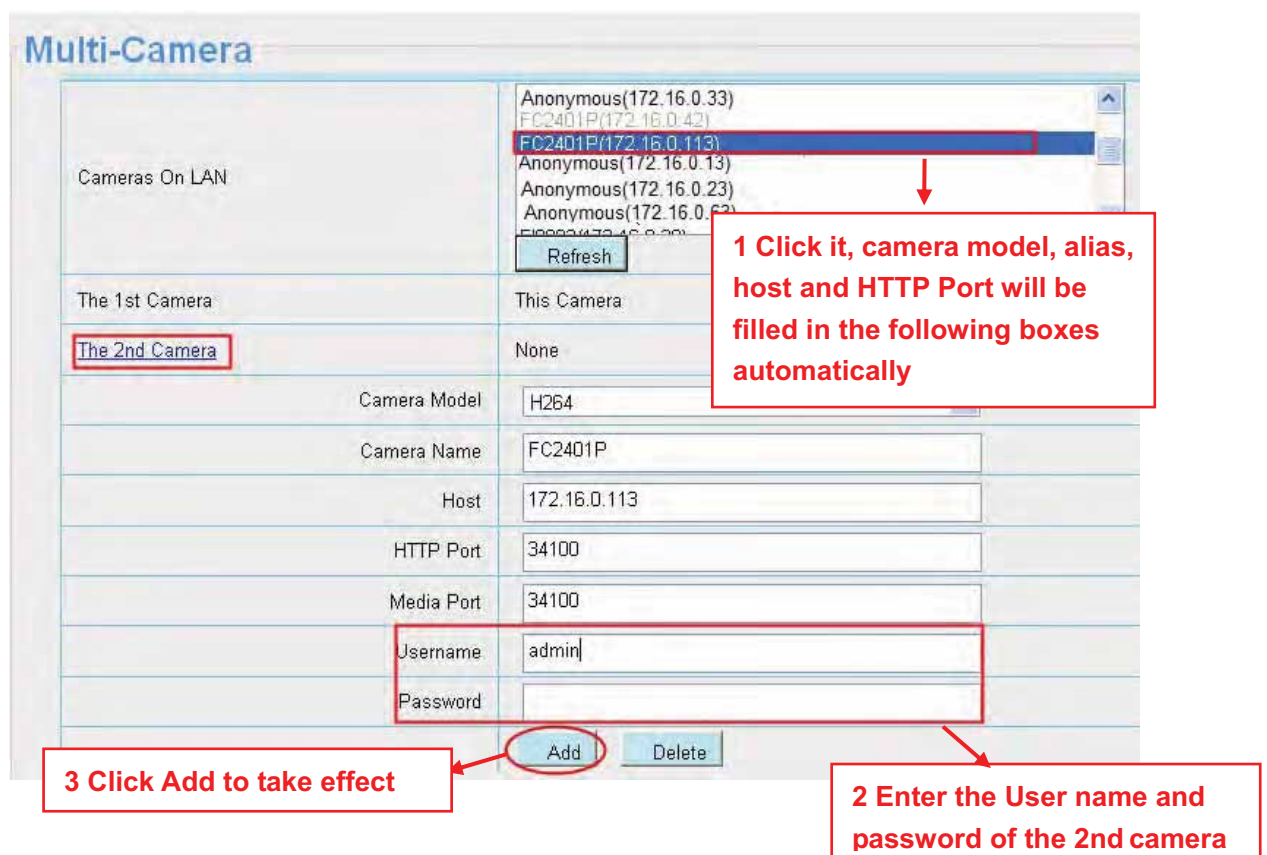 Multi-Camera
Cameras On LAN
Anonymous(172.16.0.33)
FC2401P(172.16.0.42)
FC2401P(172.16.0.113)
Anonymous(172.16.0.13)
Anonymous(172.16.0.23)
Anonymous(172.16.0.63)
Refresh
1 Click it, camera model, alias,
host and HTTP Port will be
filled in the following boxes
automatically
The 1st Camera This Camera
The 2nd Camera None
Camera Model H264
Camera Name FC2401P
Host 172.16.0.113
HTTP Port 34100
Media Port 34100
Username admin
Password
Add Delete
3 Click Add to take effect
2 Enter the User name and
password of the 2nd camera